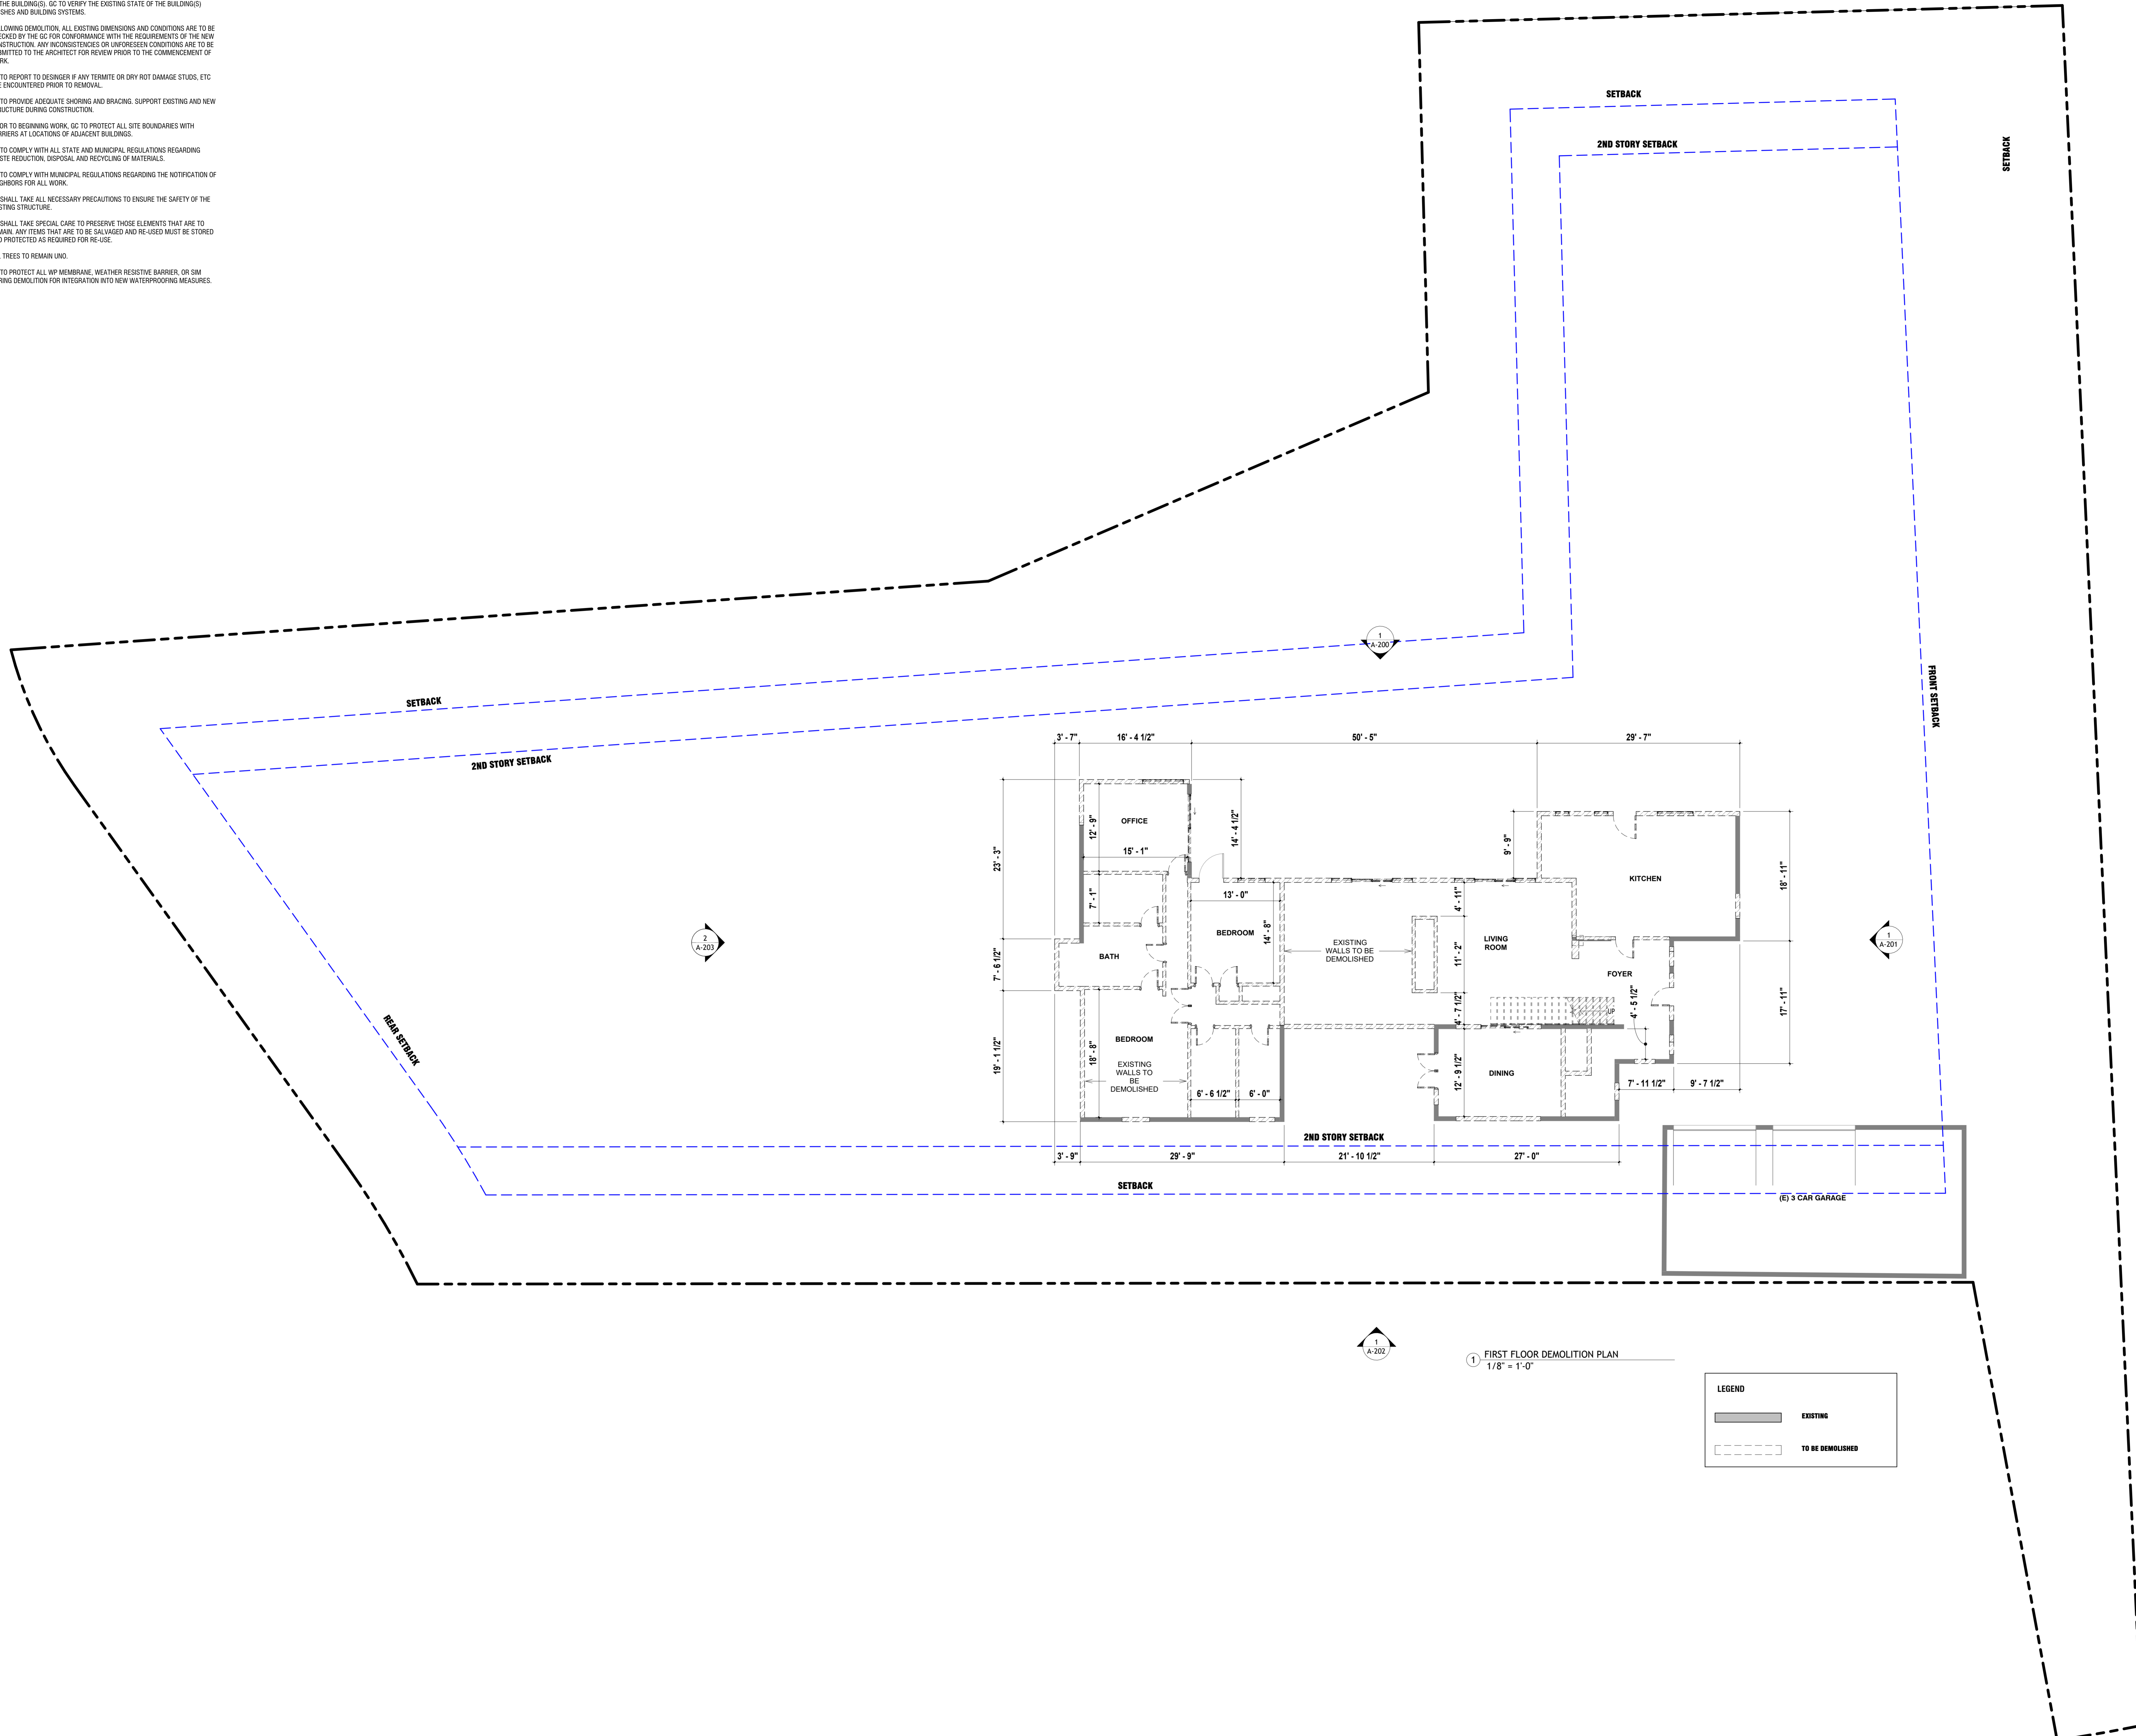 THE BUILDING(S). GC TO VERIFY THE EXISTING STATE OF THE BUILDING(S)
AND BUILDING SYSTEMS.
DEMOLITION, ALL EXISTING DIMENSIONS AND CONDITIONS ARE TO BE
BY THE GC FOR CONFORMANCE WITH THE REQUIREMENTS OF THE NEW
ANY INCONSISTENCIES OR UNFORESEEN CONDITIONS ARE TO BE
TO THE ARCHITECT FOR REVIEW PRIOR TO THE COMMENCEMENT OF
TO REPORT TO DESINGER IF ANY TERMITE OR DRY ROT DAMAGE STUDS, ETC
ENCOUNTERED PRIOR TO REMOVAL.
TO PROVIDE ADEQUATE SHORING AND BRACING. SUPPORT EXISTING AND NEW
DURING CONSTRUCTION.
TO BEGINNING WORK, GC TO PROTECT ALL SITE BOUNDARIES WITH
AT LOCATIONS OF ADJACENT BUILDINGS.
TO COMPLY WITH ALL STATE AND MUNICIPAL REGULATIONS REGARDING
REDUCTION, DISPOSAL AND RECYCLING OF MATERIALS.
TO COMPLY WITH MUNICIPAL REGULATIONS REGARDING THE NOTIFICATION OF
FOR ALL WORK.
SHALL TAKE ALL NECESSARY PRECAUTIONS TO ENSURE THE SAFETY OF THE
STRUCTURE.
SHALL TAKE SPECIAL CARE TO PRESERVE THOSE ELEMENTS THAT ARE TO
ANY ITEMS THAT ARE TO BE SALVAGED AND RE-USED MUST BE STORED
PROTECTED AS REQUIRED FOR RE-USE.
TREES TO REMAIN UNO.
TO PROTECT ALL WP MEMBRANE, WEATHER RESISTIVE BARRIER, OR SIM
DEMOLITION FOR INTEGRATION INTO NEW WATERPROOFING MEASURES.
SETBACK
2ND STORY SETBACK
SETBACK
1
A-200
FRONT SETBACK
SETBACK
2ND STORY SETBACK
3' - 7"
16' - 4 1/2"
50' - 5"
29' - 7"
OFFICE
12' - 9"
15' - 1"
14' - 4 1/2"
9' - 9"
23' - 3"
KITCHEN
18' - 11"
7' - 1"
13' - 0"
4' - 11"
BEDROOM
14' - 8"
2
A-203
1
A-201
BATH
EXISTING
WALLS TO BE
DEMOLISHED
11' - 2"
LIVING
ROOM
FOYER
7' - 6 1/2"
4' - 7 1/2"
UP
4' - 5 1/2"
17' - 11"
REAR SETBACK
19' - 1 1/2"
BEDROOM
18' - 8"
EXISTING
WALLS TO
BE
DEMOLISHED
6' - 6 1/2"
6' - 0"
12' - 9 1/2"
DINING
7' - 11 1/2"
9' - 7 1/2"
2ND STORY SETBACK
3' - 9"
29' - 9"
21' - 10 1/2"
27' - 0"
SETBACK
(E) 3 CAR GARAGE
1
A-202
1
FIRST FLOOR DEMOLITION PLAN
1/8" = 1'-0"
LEGEND
EXISTING
TO BE DEMOLISHED